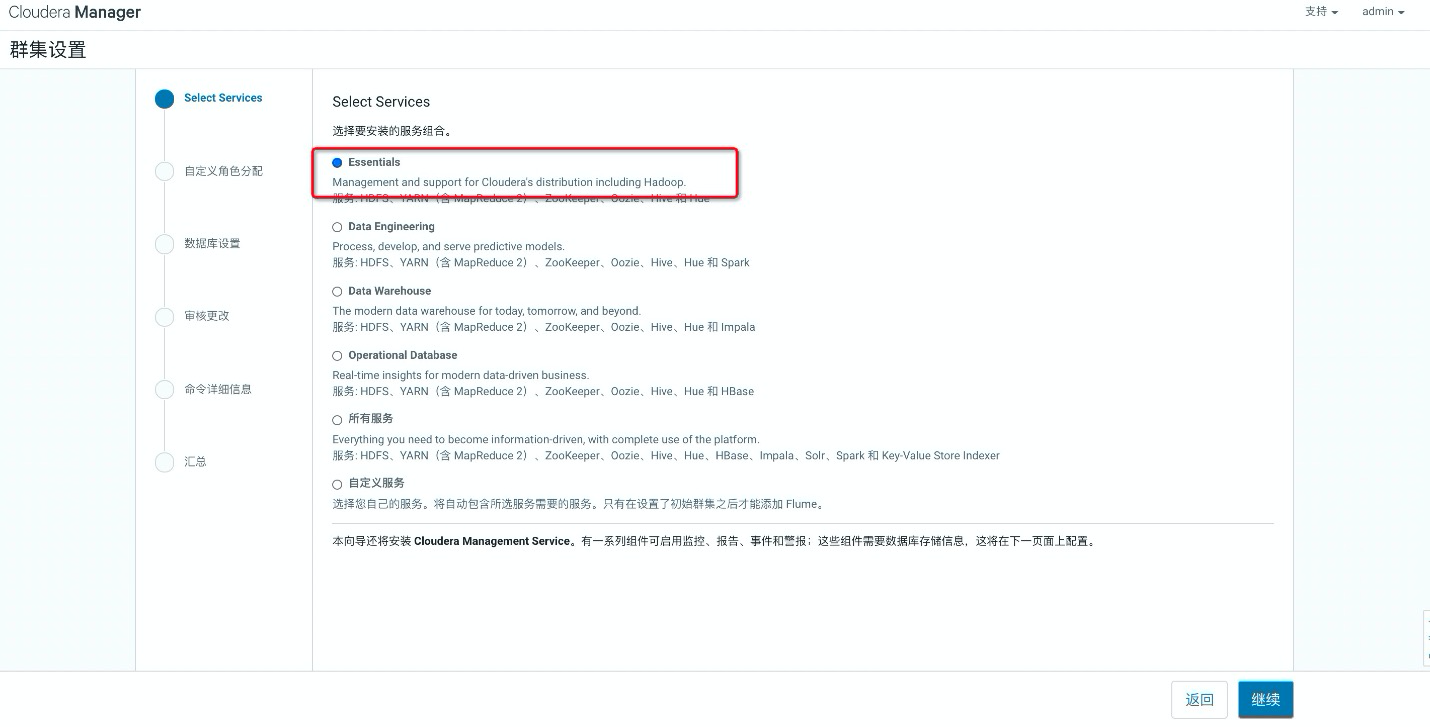 Cloudera Manager
支持
admin
群集设置
Select Services
自定义角色分配
数据库设置
审核更改
命令详细信息
汇总
Select Services
选择要安装的服务组合。
Essentials
Management and support for Cloudera's distribution including Hadoop.
服务: HDFS、YARN（含 MapReduce 2）、ZooKeeper、Oozie、Hive 和 Hue
Data Engineering
Process, develop, and serve predictive models.
服务: HDFS、YARN（含 MapReduce 2）、ZooKeeper、Oozie、Hive、Hue 和 Spark
Data Warehouse
The modern data warehouse for today, tomorrow, and beyond.
服务: HDFS、YARN（含 MapReduce 2）、ZooKeeper、Oozie、Hive、Hue 和 Impala
Operational Database
Real-time insights for modern data-driven business.
服务: HDFS、YARN（含 MapReduce 2）、ZooKeeper、Oozie、Hive、Hue 和 HBase
所有服务
Everything you need to become information-driven, with complete use of the platform.
服务: HDFS、YARN（含 MapReduce 2）、ZooKeeper、Oozie、Hive、Hue、HBase、Impala、Solr、Spark 和 Key-Value Store Indexer
自定义服务
选择您自己的服务。将自动包含所选服务需要的服务。只有在设置了初始群集之后才能添加 Flume。
本向导还将安装 Cloudera Management Service。有一系列组件可启用监控、报告、事件和警报；这些组件需要数据库存储信息，这将在下一页面上配置。
返回
继续